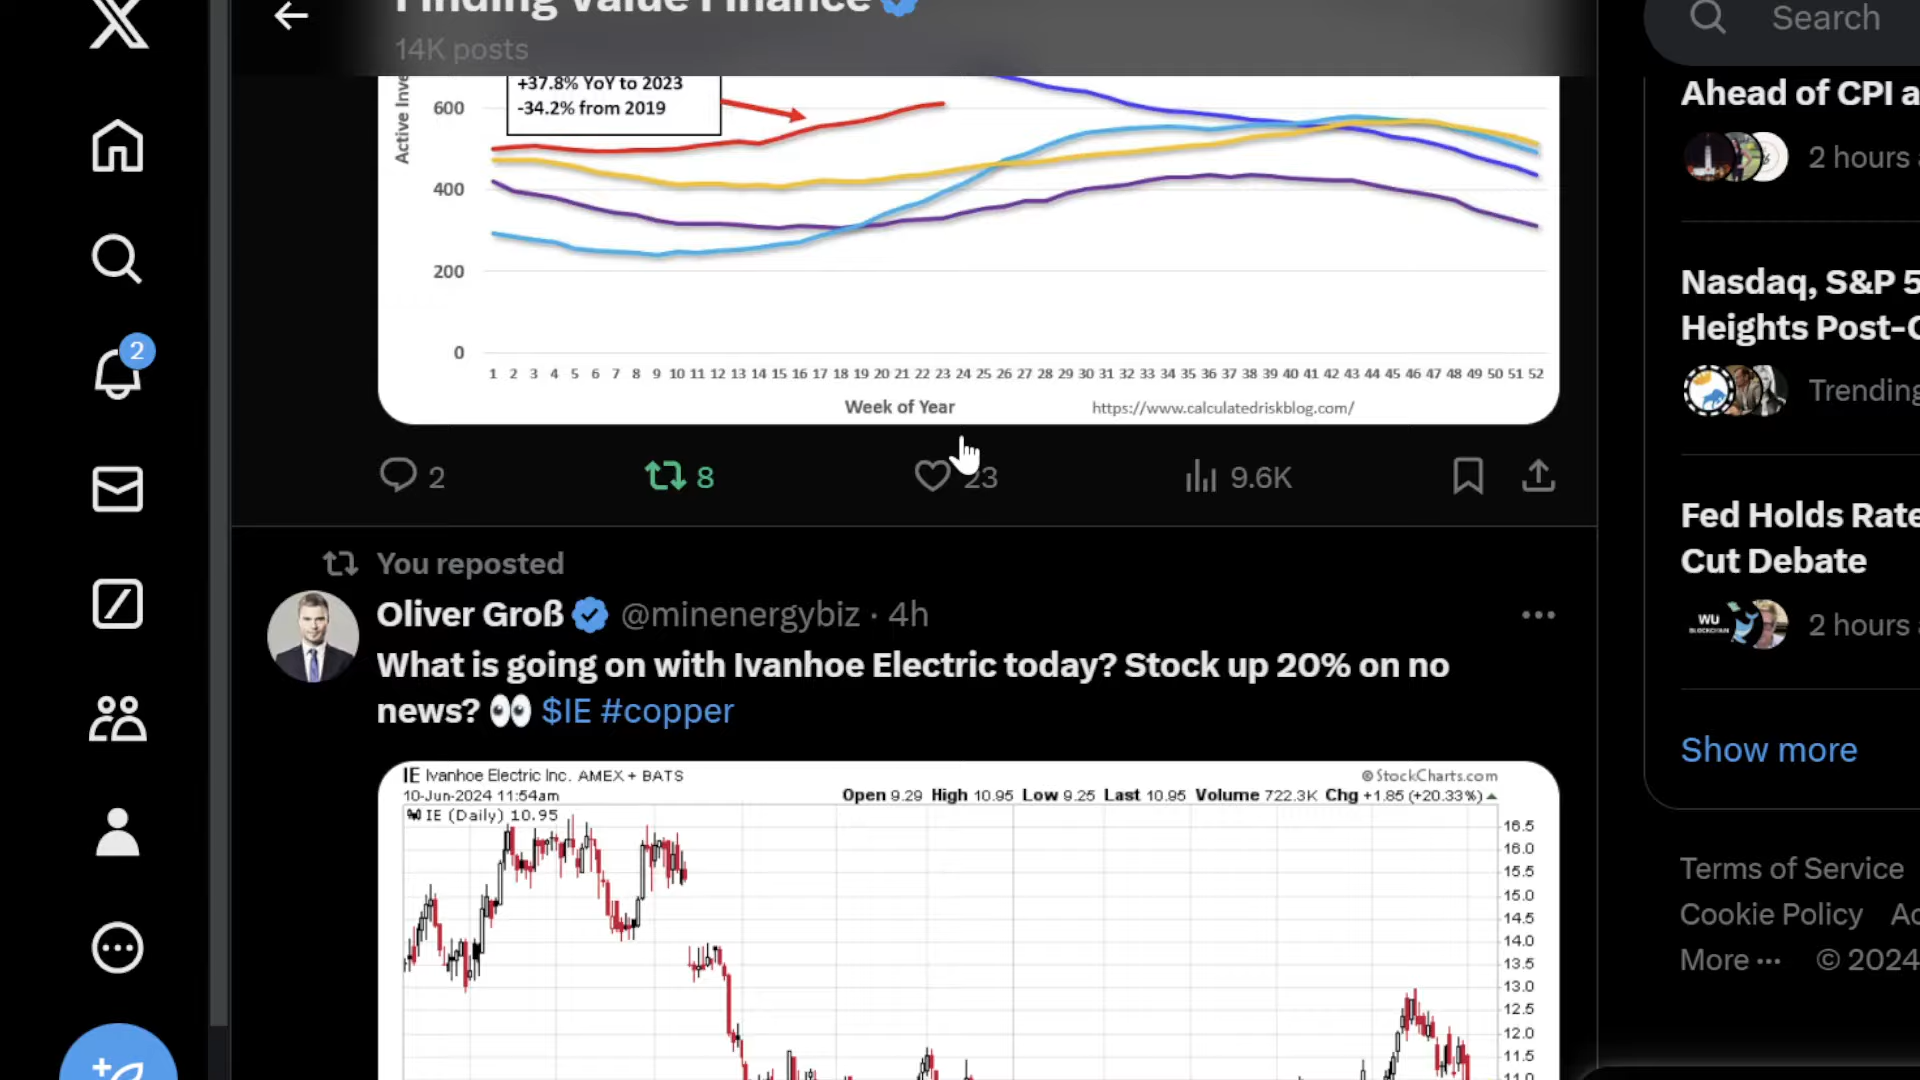 Finding Value Finance
14K posts
Search
+37.8% YoY to 2023
-34.2% from 2019
Active Inve
600
400
200
0
1 2 3 4 5 6 7 8 9 10 11 12 13 14 15 16 17 18 19 20 21 22 23 24 25 26 27 28 29 30 31 32 33 34 35 36 37 38 39 40 41 42 43 44 45 46 47 48 49 50 51 52
Week of Year
https://www.calculatedriskblog.com/
2
8
23
9.6K
2
You reposted
Oliver Groß @minenergybiz · 4h
What is going on with Ivanhoe Electric today? Stock up 20% on no
news? 👀 $IE #copper
IE Ivanhoe Electric Inc. AMEX + BATS
© StockCharts.com
10-Jun-2024 11:54am
Open 9.29 High 10.95 Low 9.25 Last 10.95 Volume 722.3K Chg +1.85 (+20.33%)
IE (Daily) 10.95
16.5
16.0
15.5
15.0
14.5
14.0
13.5
13.0
12.5
12.0
11.5
11.0
Ahead of CPI a
2 hours a
Nasdaq, S&P 5
Heights Post-C
Trending
Fed Holds Rate
Cut Debate
WU
BLOCKCHAIN
2 hours a
Show more
Terms of Service
Cookie Policy Ac
More ··· © 2024